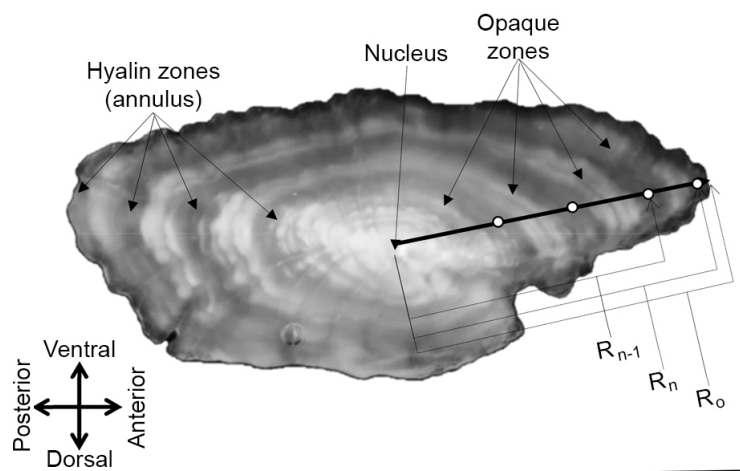 Opaque
zones
Nucleus
Hyalin zones
(annulus)
Rn-1
Rn
Ro
Ventral
Posterior
Anterior
Dorsal